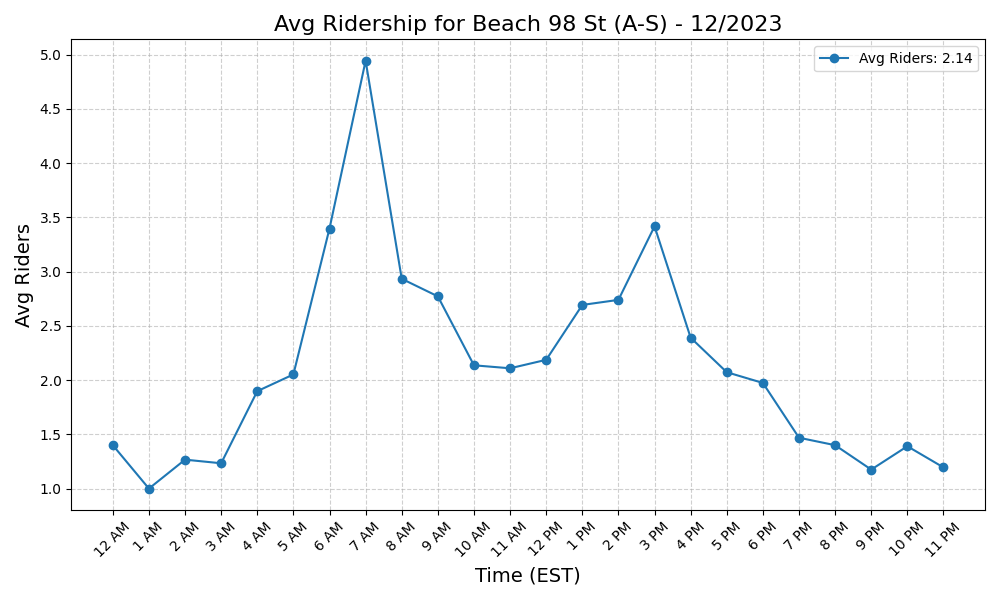 Avg Ridership for Beach 98 St (A-S) - 12/2023
Avg Riders: 2.14
Avg Riders
5.0
4.5
4.0
3.5
3.0
2.5
2.0
1.5
1.0
12 AM
1 AM
2 AM
3 AM
4 AM
5 AM
6 AM
7 AM
8 AM
9 AM
10 AM
11 AM
12 PM
1 PM
2 PM
3 PM
4 PM
5 PM
6 PM
7 PM
8 PM
9 PM
10 PM
11 PM
Time (EST)